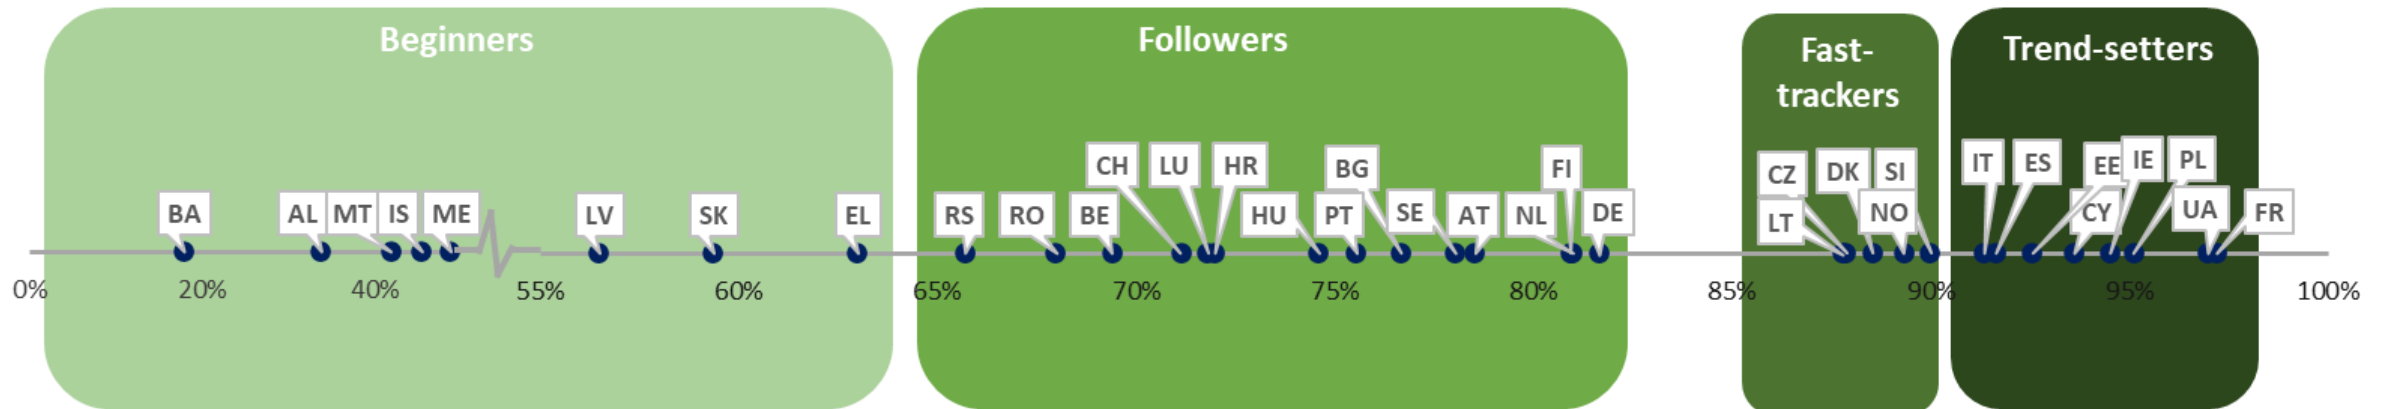 Beginners
Followers
Fast-
trackers
Trend-setters
BA
AL
MT
IS
ME
LV
SK
EL
RS
RO
BE
CH
LU
HR
HU
PT
BG
SE
AT
NL
FI
DE
CZ
LT
DK
SI
NO
IT
ES
EE
CY
IE
PL
UA
FR
0%
20%
40%
55%
60%
65%
70%
75%
80%
85%
90%
95%
100%